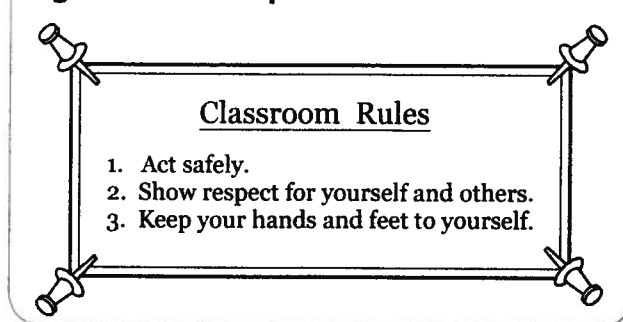 Classroom Rules
1. Act safely.
2. Show respect for yourself and others.
3. Keep your hands and feet to yourself.